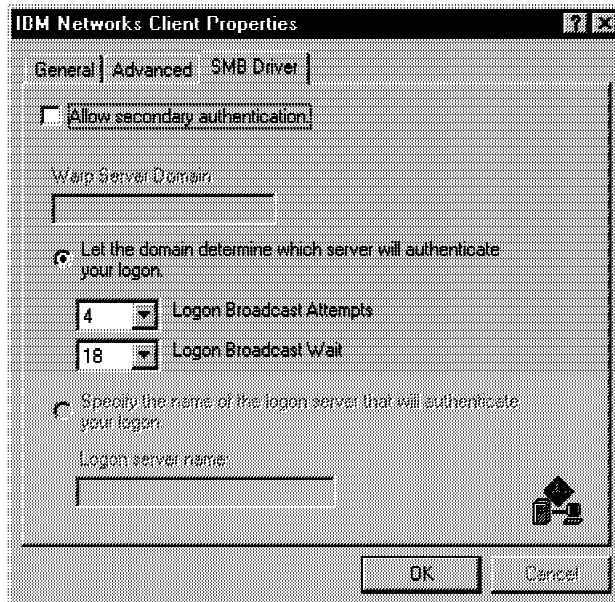 IBM Networks Client Properties
General Advanced SMB Driver
Allow secondary authentication.
Warp Server Domain
Let the domain determine which server will authenticate
your logon.
4 Logon Broadcast Attempts
18 Logon Broadcast Wait
Specify the name of the logon server that will authenticate
your logon.
Logon server name:
OK Cancel